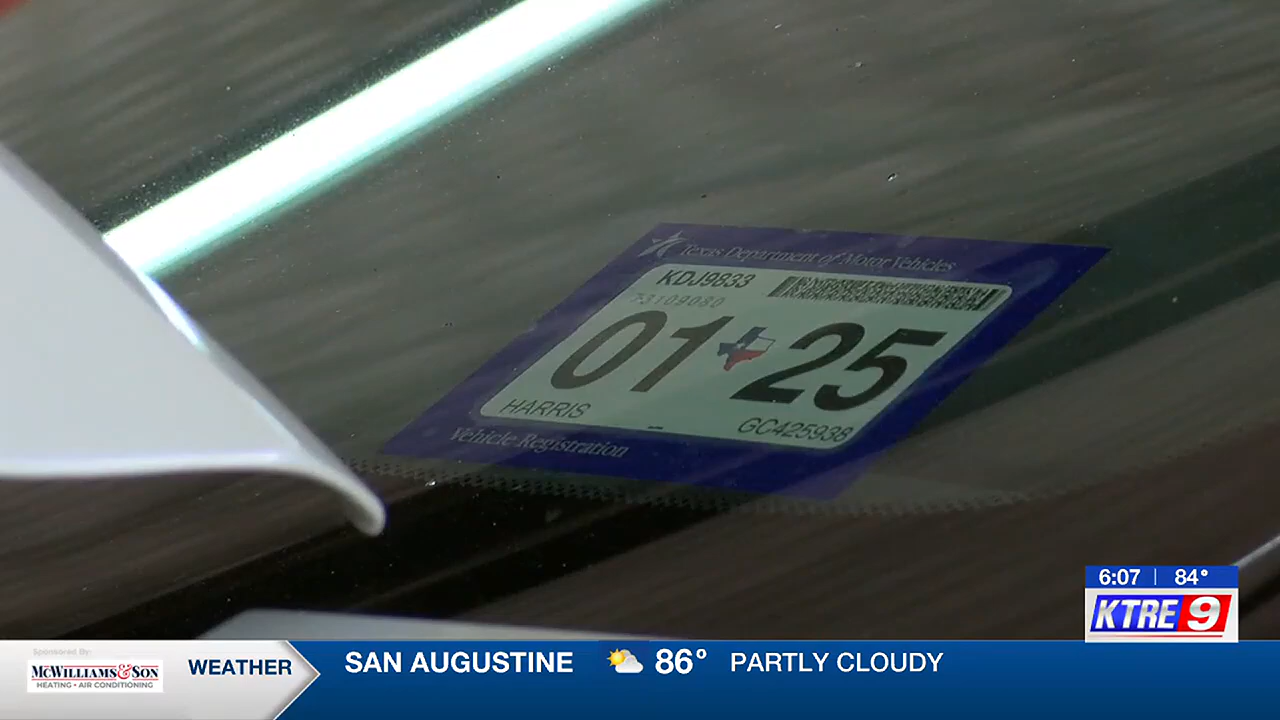 Texas Department of Motor Vehicles
KDJ9833
73109080
01 25
HARRIS
GC425938
Vehicle Registration
6:07 | 84°
KTRE 9
Sponsored By:
McWILLIAMS & SON
HEATING • AIR CONDITIONING
WEATHER
SAN AUGUSTINE 86° PARTLY CLOUDY